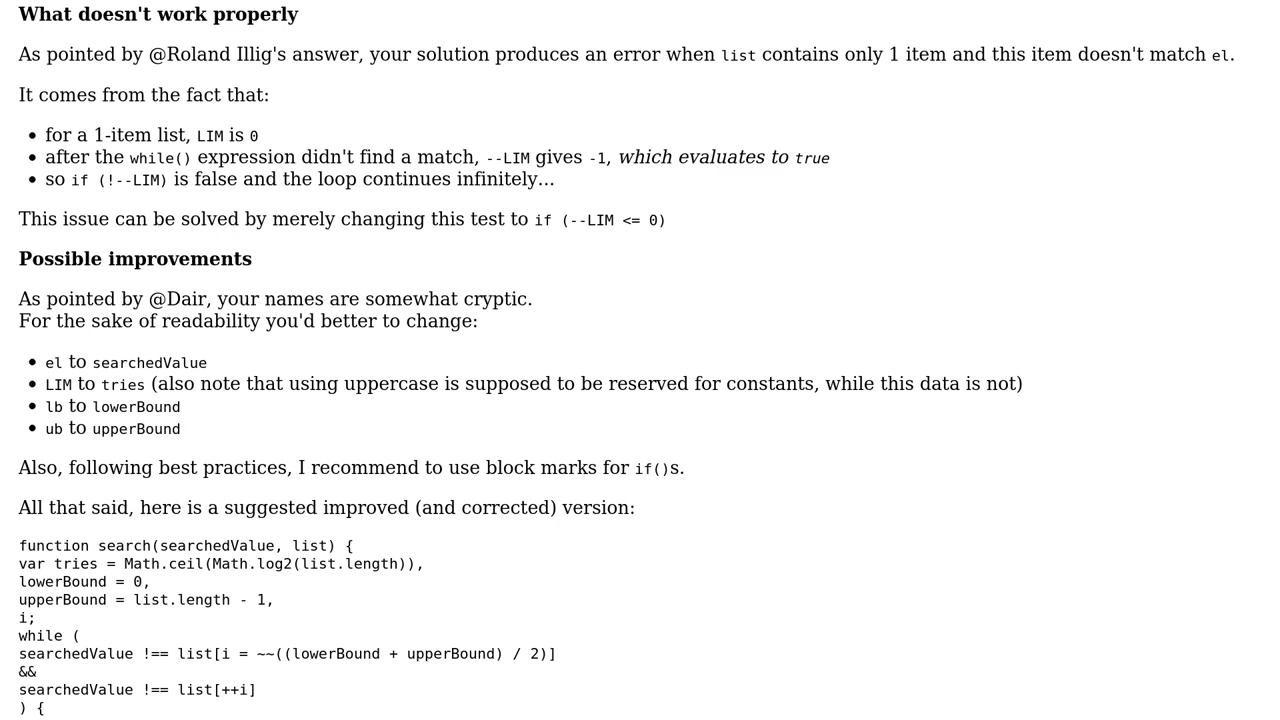 What doesn't work properly
As pointed by @Roland Illig's answer, your solution produces an error when list contains only 1 item and this item doesn't match el.
It comes from the fact that:
• for a 1-item list, LIM is 0
• after the while() expression didn't find a match, --LIM gives -1, which evaluates to true
• so if (!--LIM) is false and the loop continues infinitely...
This issue can be solved by merely changing this test to if (--LIM <= 0)
Possible improvements
As pointed by @Dair, your names are somewhat cryptic.
For the sake of readability you'd better to change:
• el to searchedValue
• LIM to tries (also note that using uppercase is supposed to be reserved for constants, while this data is not)
• lb to lowerBound
• ub to upperBound
Also, following best practices, I recommend to use block marks for if()s.
All that said, here is a suggested improved (and corrected) version:
function search(searchedValue, list) {
var tries = Math.ceil(Math.log2(list.length)),
lowerBound = 0,
upperBound = list.length - 1,
i;
while (
searchedValue !== list[i = ~~((lowerBound + upperBound) / 2)]
&&
searchedValue !== list[++i]
) {